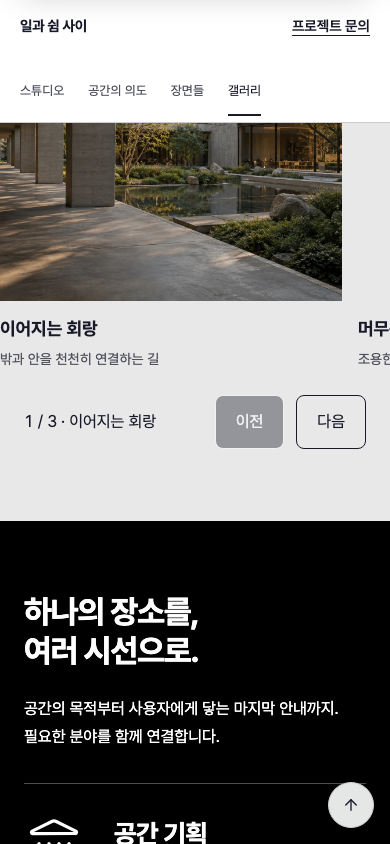 일과 쉼 사이
프로젝트 문의
스튜디오 공간의 의도 장면들 갤러리
이어지는 회랑
밖과 안을 천천히 연결하는 길
1 / 3 · 이어지는 회랑
이전
다음
하나의 장소를,
여러 시선으로.
공간의 목적부터 사용자에게 닿는 마지막 안내까지.
필요한 분야를 함께 연결합니다.
공간 기획